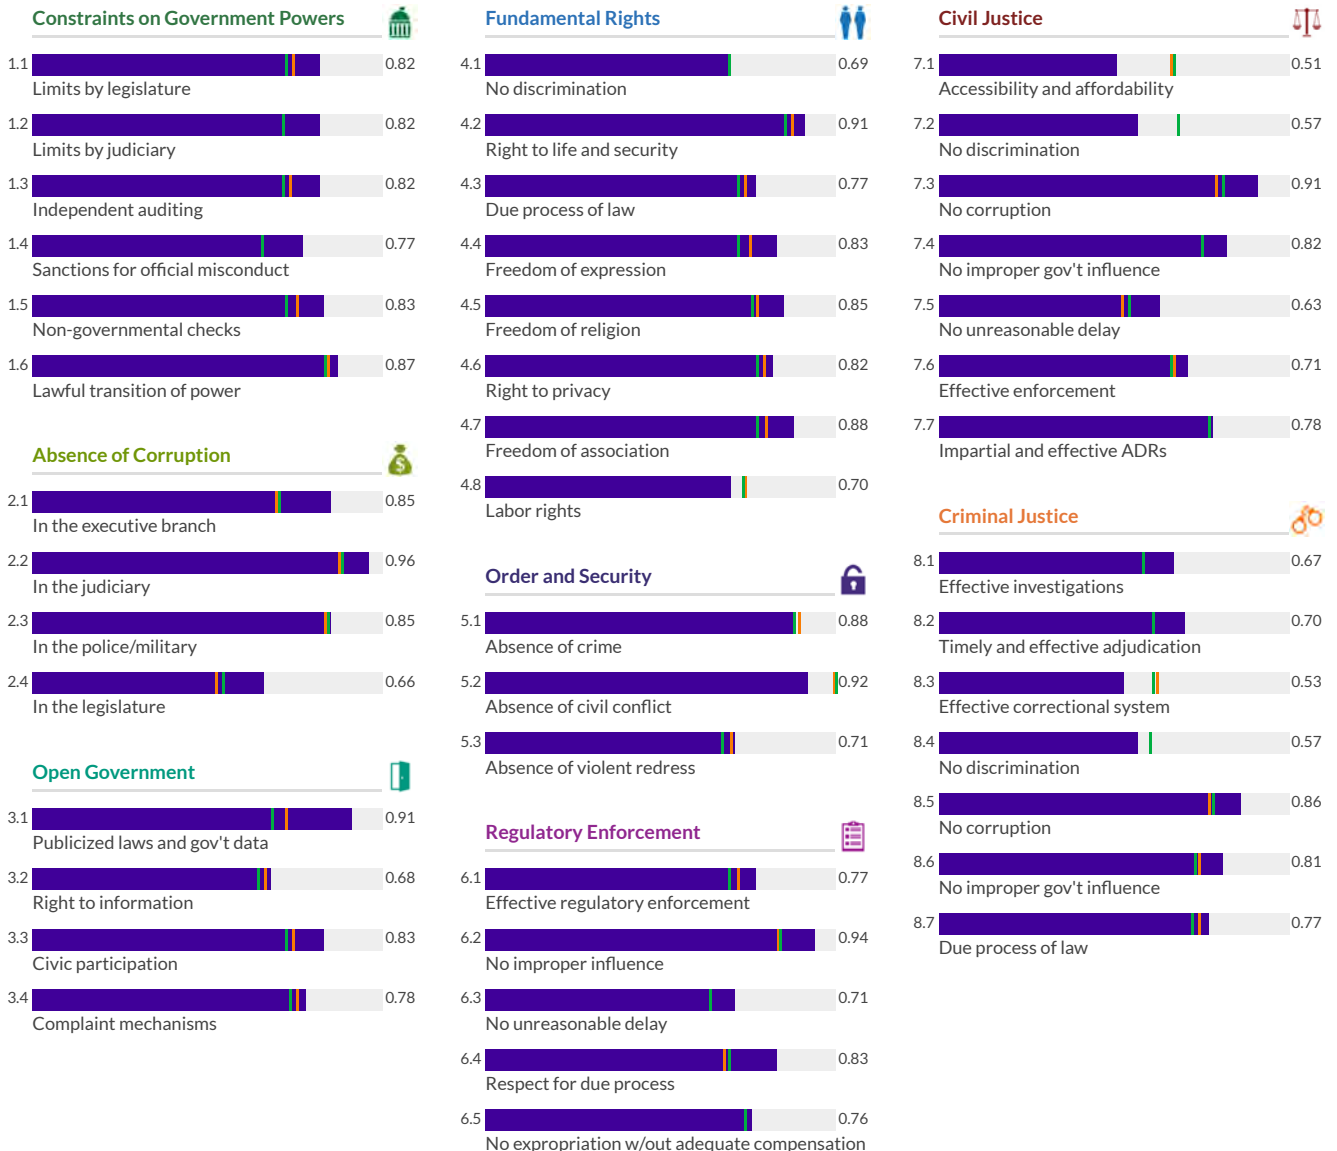 Constraints on Government Powers
1.1 0.82
Limits by legislature
1.2 0.82
Limits by judiciary
1.3 0.82
Independent auditing
1.4 0.77
Sanctions for official misconduct
1.5 0.83
Non-governmental checks
1.6 0.87
Lawful transition of power
Absence of Corruption
2.1 0.85
In the executive branch
2.2 0.96
In the judiciary
2.3 0.85
In the police/military
2.4 0.66
In the legislature
Open Government
3.1 0.91
Publicized laws and gov't data
3.2 0.68
Right to information
3.3 0.83
Civic participation
3.4 0.78
Complaint mechanisms
Fundamental Rights
4.1 0.69
No discrimination
4.2 0.91
Right to life and security
4.3 0.77
Due process of law
4.4 0.83
Freedom of expression
4.5 0.85
Freedom of religion
4.6 0.82
Right to privacy
4.7 0.88
Freedom of association
4.8 0.70
Labor rights
Order and Security
5.1 0.88
Absence of crime
5.2 0.92
Absence of civil conflict
5.3 0.71
Absence of violent redress
Regulatory Enforcement
6.1 0.77
Effective regulatory enforcement
6.2 0.94
No improper influence
6.3 0.71
No unreasonable delay
6.4 0.83
Respect for due process
6.5 0.76
No expropriation w/out adequate compensation
Civil Justice
7.1 0.51
Accessibility and affordability
7.2 0.57
No discrimination
7.3 0.91
No corruption
7.4 0.82
No improper gov't influence
7.5 0.63
No unreasonable delay
7.6 0.71
Effective enforcement
7.7 0.78
Impartial and effective ADRs
Criminal Justice
8.1 0.67
Effective investigations
8.2 0.70
Timely and effective adjudication
8.3 0.53
Effective correctional system
8.4 0.57
No discrimination
8.5 0.86
No corruption
8.6 0.81
No improper gov't influence
8.7 0.77
Due process of law